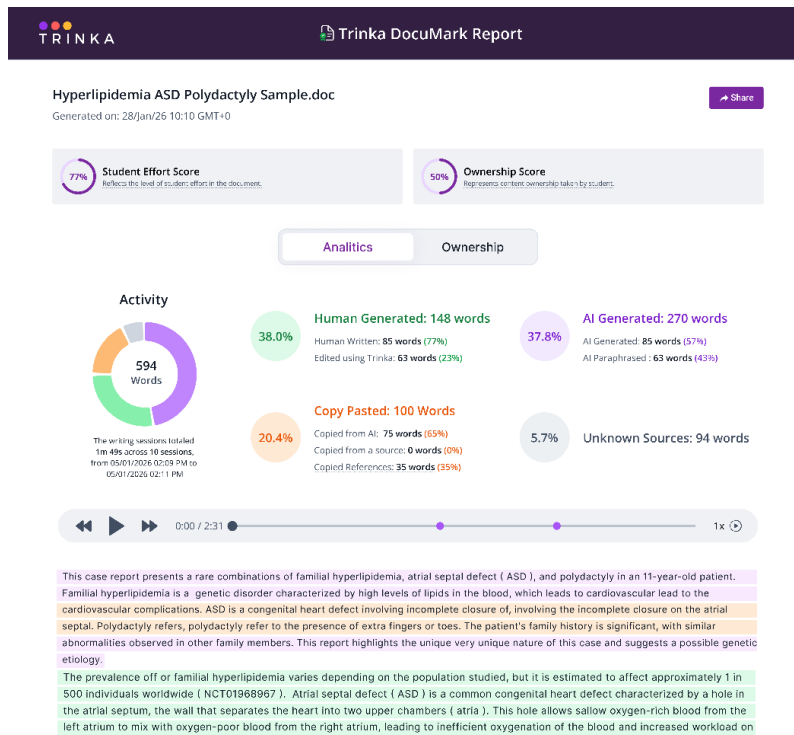 TRINKA
Trinka DocuMark Report
Hyperlipidemia ASD Polydactyly Sample.doc
Generated on: 28/Jan/26 10:10 GMT+0
Share
77%
Student Effort Score
Reflects the level of student effort in the document.
50%
Ownership Score
Represents content ownership taken by student.
Analitics
Ownership
Activity
594
Words
The writing sessions totaled
1m 49s across 10 sessions,
from 05/01/2026 02:09 PM to
05/01/2026 02:11 PM
38.0%
Human Generated: 148 words
Human Written: 85 words (77%)
Edited using Trinka: 63 words (23%)
37.8%
AI Generated: 270 words
AI Generated: 85 words (57%)
AI Paraphrased : 63 words (43%)
20.4%
Copy Pasted: 100 Words
Copied from AI: 75 words (65%)
Copied from a source: 0 words (0%)
Copied References: 35 words (35%)
5.7%
Unknown Sources: 94 words
0:00 / 2:31
1x
This case report presents a rare combinations of familial hyperlipidemia, atrial septal defect ( ASD ), and polydactyly in an 11-year-old patient.
Familial hyperlipidemia is a genetic disorder characterized by high levels of lipids in the blood, which leads to cardiovascular lead to the
cardiovascular complications. ASD is a congenital heart defect involving incomplete closure of, involving the incomplete closure on the atrial
septal. Polydactyly refers, polydactyly refer to the presence of extra fingers or toes. The patient's family history is significant, with similar
abnormalities observed in other family members. This report highlights the unique very unique nature of this case and suggests a possible genetic
etiology.
The prevalence off or familial hyperlipidemia varies depending on the population studied, but it is estimated to affect approximately 1 in
500 individuals worldwide ( NCT01968967 ). Atrial septal defect ( ASD ) is a common congenital heart defect characterized by a hole in
the atrial septum, the wall that separates the heart into two upper chambers ( atria ). This hole allows sallow oxygen-rich blood from the
left atrium to mix with oxygen-poor blood from the right atrium, leading to inefficient oxygenation of the blood and increased workload on